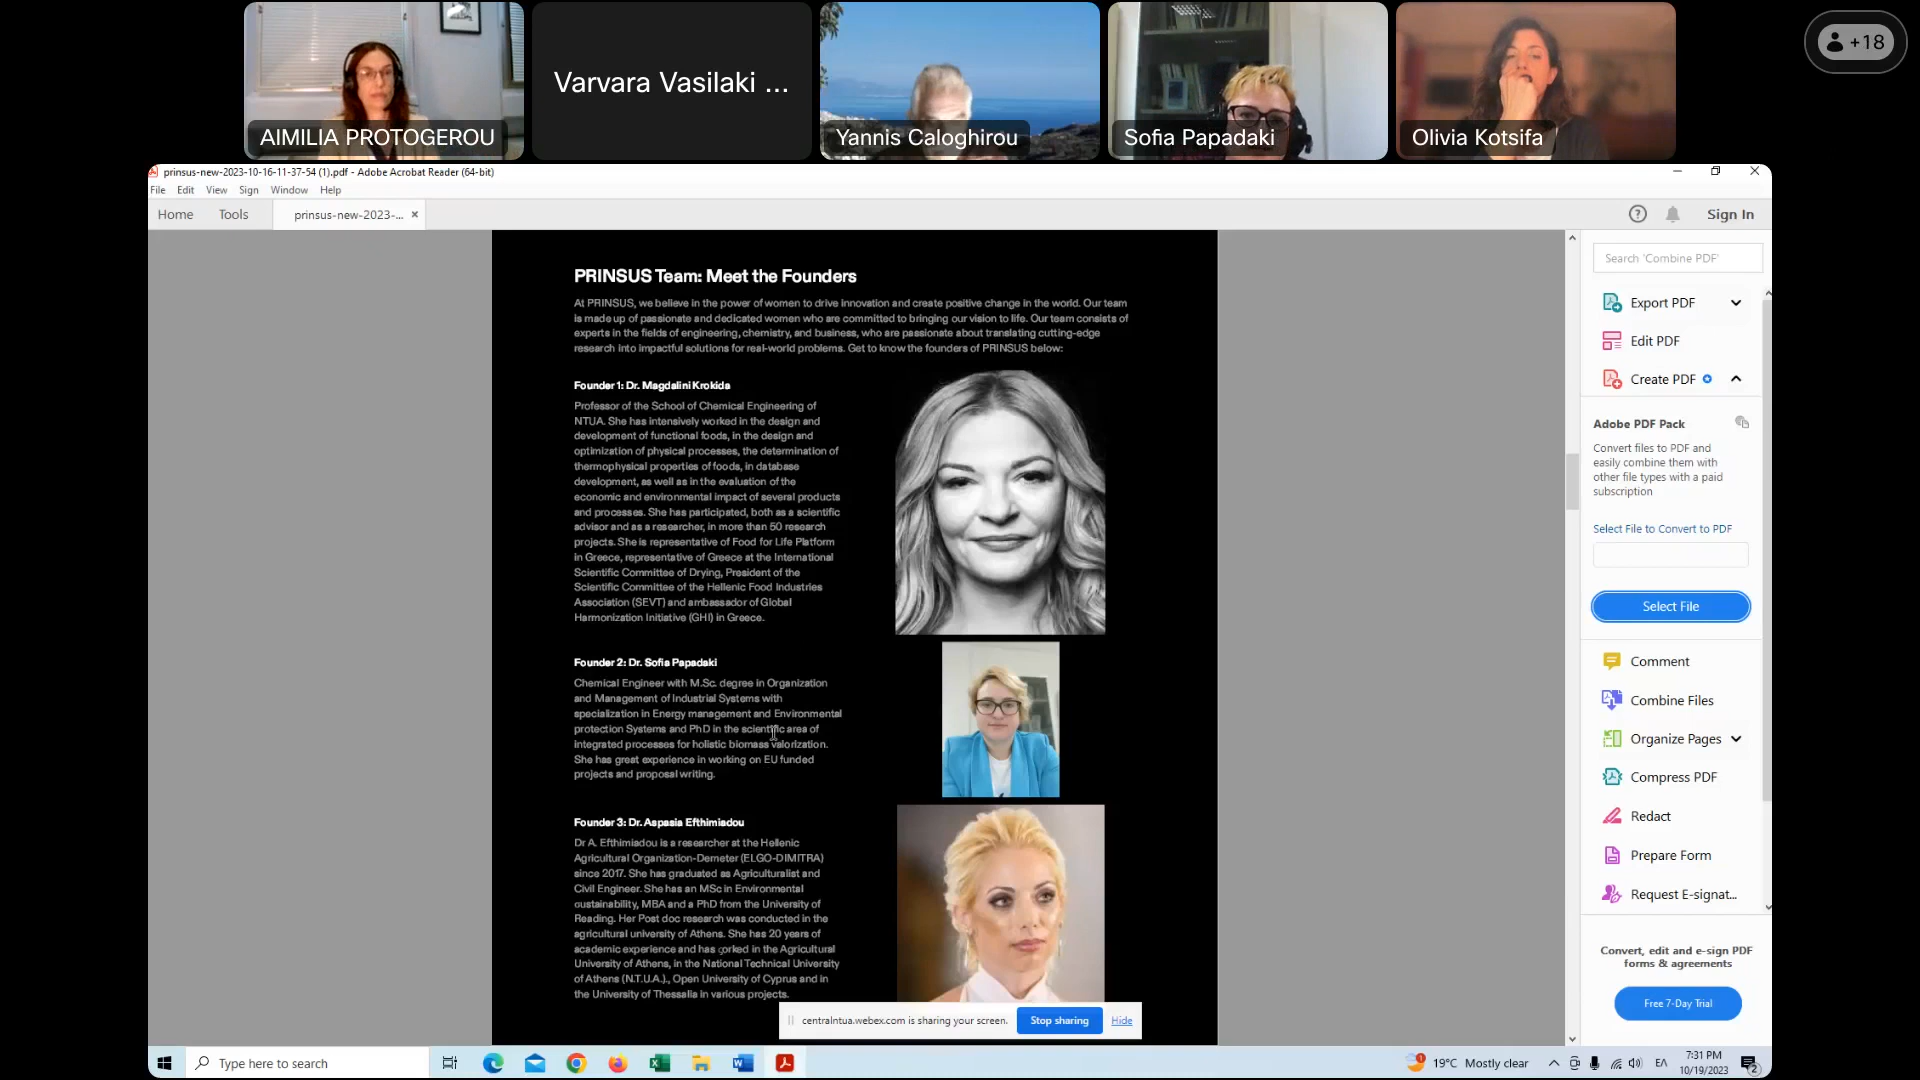 +18
AIMILIA PROTOGEROU
Varvara Vasilaki ...
Yannis Caloghirou
Sofia Papadaki
Olivia Kotsifa
prinsus-new-2023-10-16-11-37-54 (1).pdf - Adobe Acrobat Reader (64-bit)
File Edit View Sign Window Help
Home Tools prinsus-new-2023-... × Sign In
PRINSUS Team: Meet the Founders
At PRINSUS, we believe in the power of women to drive innovation and create positive change in the world. Our team
is made up of passionate and dedicated women who are committed to bringing our vision to life. Our team consists of
experts in the fields of engineering, chemistry, and business, who are passionate about translating cutting-edge
research into impactful solutions for real-world problems. Get to know the founders of PRINSUS below:
Founder 1: Dr. Magdalini Krokida
Professor of the School of Chemical Engineering of
NTUA. She has intensively worked in the design and
development of functional foods, in the design and
optimization of physical processes, the determination of
thermophysical properties of foods, in database
development, as well as in the evaluation of the
economic and environmental impact of several products
and processes. She has participated, both as a scientific
advisor and as a researcher, in more than 50 research
projects. She is representative of Food for Life Platform
in Greece, representative of Greece at the International
Scientific Committee of Drying, President of the
Scientific Committee of the Hellenic Food Industries
Association (SEVT) and ambassador of Global
Harmonization Initiative (GHI) in Greece.
Founder 2: Dr. Sofia Papadaki
Chemical Engineer with M.Sc. degree in Organization
and Management of Industrial Systems with
specialization in Energy management and Environmental
protection Systems and PhD in the scientific area of
integrated processes for holistic biomass valorization.
She has great experience in working on EU funded
projects and proposal writing.
Founder 3: Dr. Aspasia Efthimiadou
Dr A. Efthimiadou is a researcher at the Hellenic
Agricultural Organization-Demeter (ELGO-DIMITRA)
since 2017. She has graduated as Agriculturalist and
Civil Engineer. She has an MSc in Environmental
oustainability, MBA and a PhD from the University of
Reading. Her Post doc research was conducted in the
agricultural university of Athens. She has 20 years of
academic experience and has gorked in the Agricultural
University of Athens, in the National Technical University
of Athens (N.T.U.A.)., Open University of Cyprus and in
the University of Thessalia in various projects.
Search 'Combine PDF'
Export PDF
Edit PDF
Create PDF
Adobe PDF Pack
Convert files to PDF and
easily combine them with
other file types with a paid
subscription
Select File to Convert to PDF
Select File
Comment
Combine Files
Organize Pages
Compress PDF
Redact
Prepare Form
Request E-signat...
Convert, edit and e-sign PDF
forms & agreements
Free 7-Day Trial
centralntua.webex.com is sharing your screen. Stop sharing Hide
Type here to search
19°C Mostly clear
ΕΛ
7:31 PM
10/19/2023